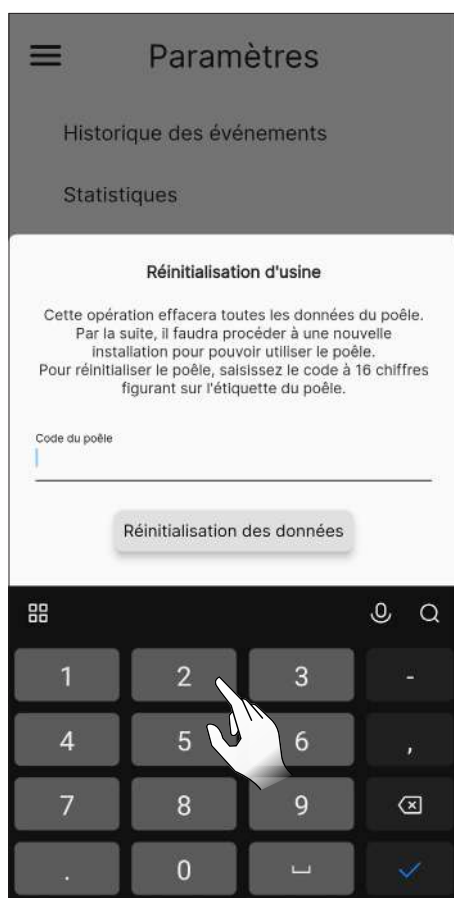 Paramètres
Historique des événements
Statistiques
Réinitialisation d'usine
Cette opération effacera toutes les données du poêle.
Par la suite, il faudra procéder à une nouvelle
installation pour pouvoir utiliser le poêle.
Pour réinitialiser le poêle, saisissez le code à 16 chiffres
figurant sur l'étiquette du poêle.
Code du poêle
Réinitialisation des données
1 2 3 -
4 5 6 ,
7 8 9
. 0